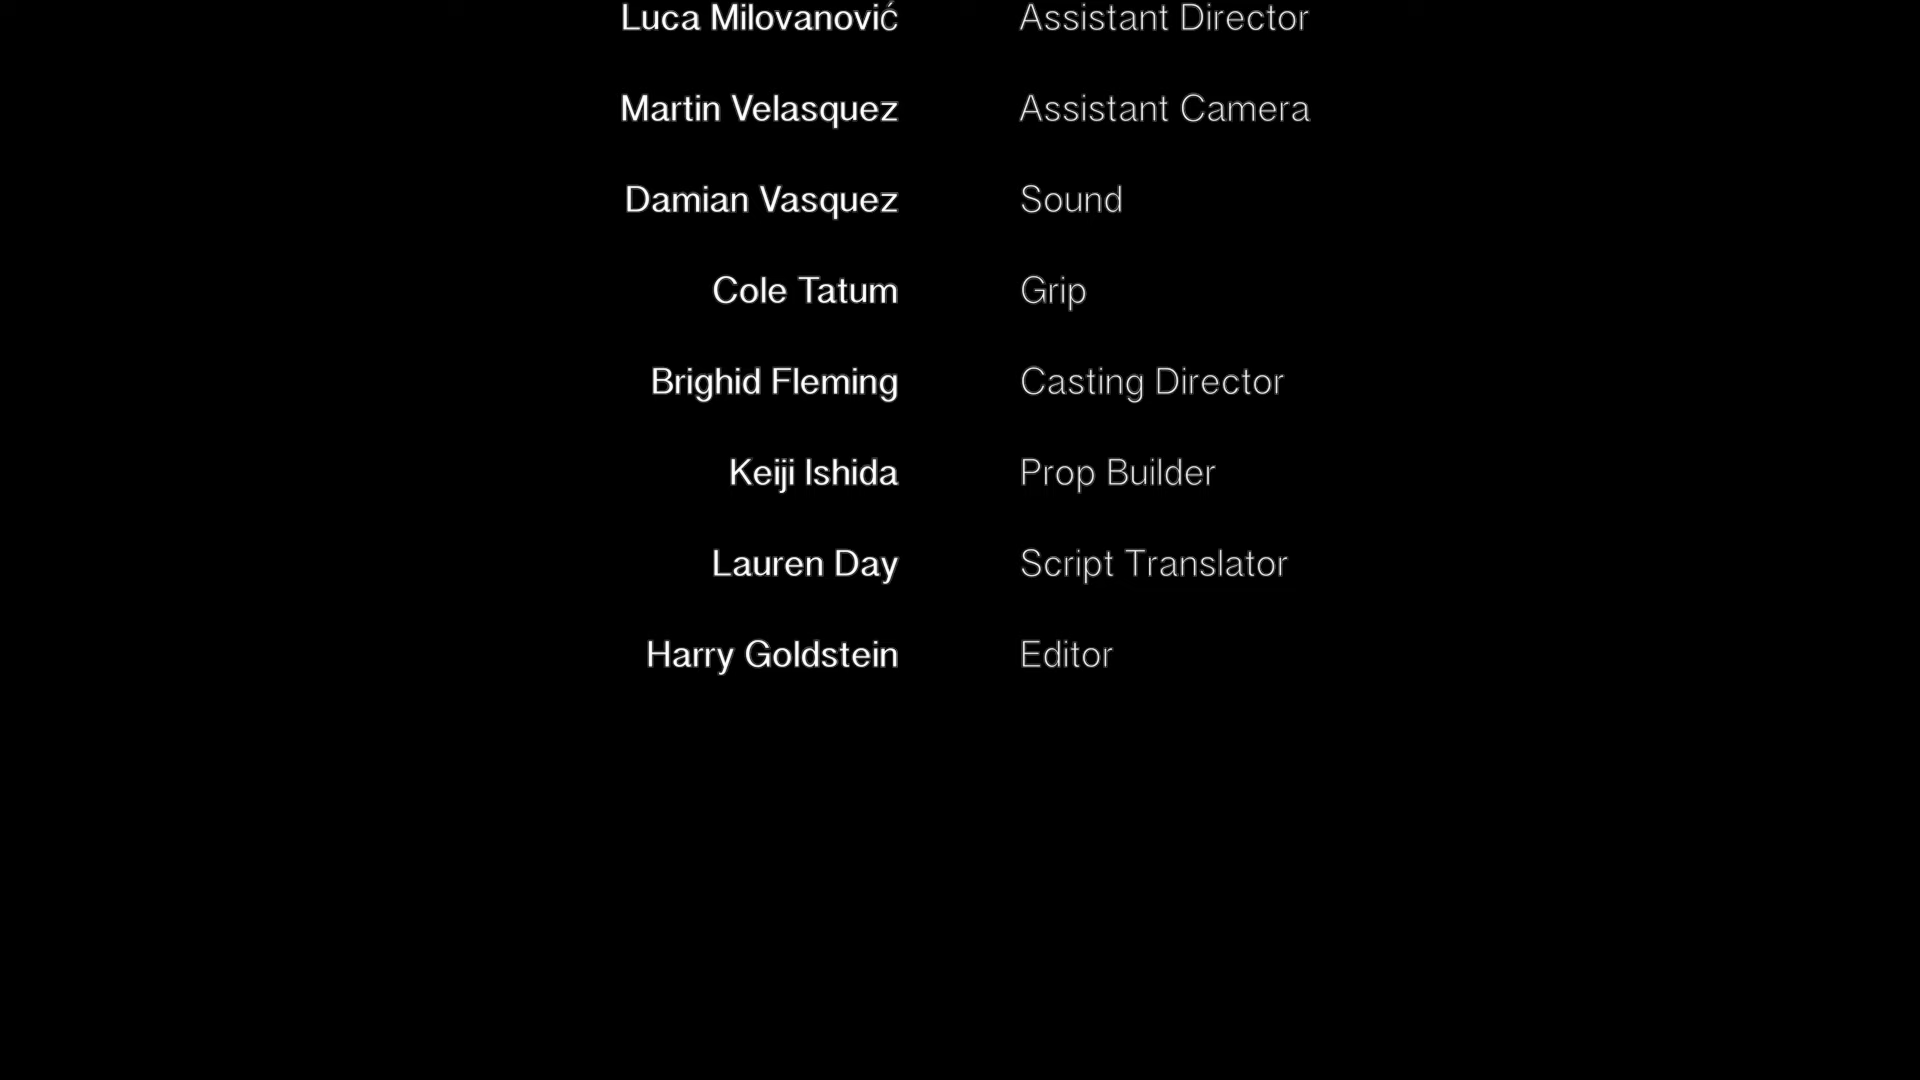 Luca Milovanović Assistant Director
Martin Velasquez Assistant Camera
Damian Vasquez Sound
Cole Tatum Grip
Brighid Fleming Casting Director
Keiji Ishida Prop Builder
Lauren Day Script Translator
Harry Goldstein Editor